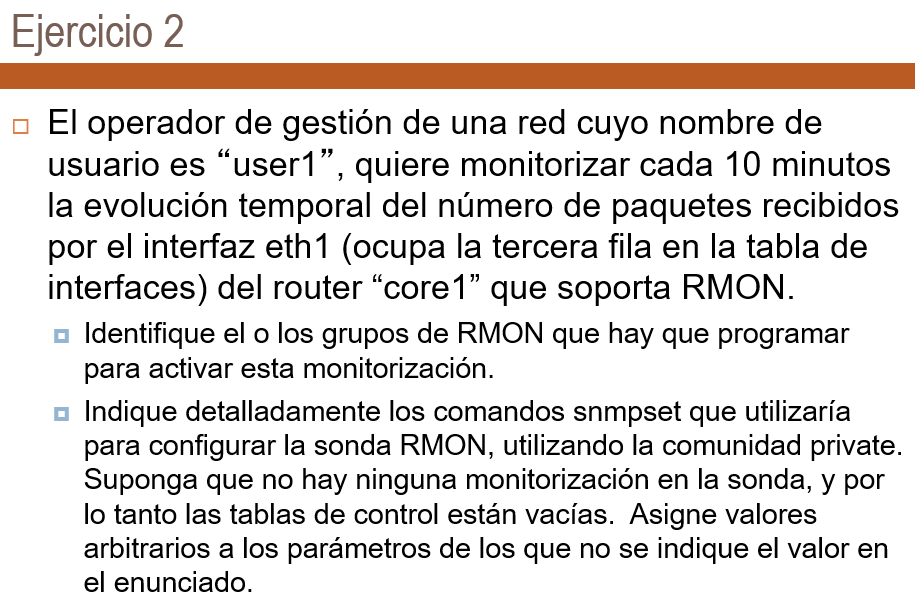 Ejercicio 2
El operador de gestión de una red cuyo nombre de
usuario es “user1”, quiere monitorizar cada 10 minutos
la evolución temporal del número de paquetes recibidos
por el interfaz eth1 (ocupa la tercera fila en la tabla de
interfaces) del router “core1” que soporta RMON.
Identifique el o los grupos de RMON que hay que programar
para activar esta monitorización.
Indique detalladamente los comandos snmpset que utilizaría
para configurar la sonda RMON, utilizando la comunidad private.
Suponga que no hay ninguna monitorización en la sonda, y por
lo tanto las tablas de control están vacías.  Asigne valores
arbitrarios a los parámetros de los que no se indique el valor en
el enunciado.